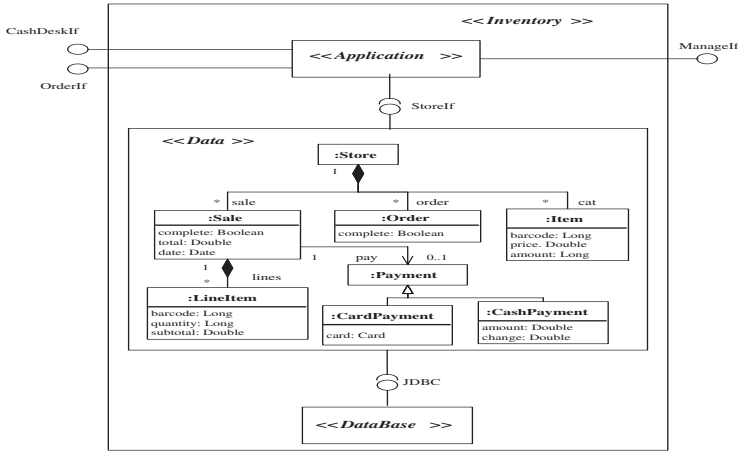 <<Inventory >>
CashDeskIf
ManageIf
<<Application >>
OrderIf
StoreIf
<<Data >>
:Store
1
* sale
* order
* cat
:Sale
complete: Boolean
total: Double
date: Date
:Order
complete: Boolean
:Item
barcode: Long
price. Double
amount: Long
1 pay 0..1
1
lines
*
:Payment
:LineItem
barcode: Long
quantity: Long
subtotal: Double
:CardPayment
card: Card
:CashPayment
amount: Double
change: Double
JDBC
<<DataBase >>